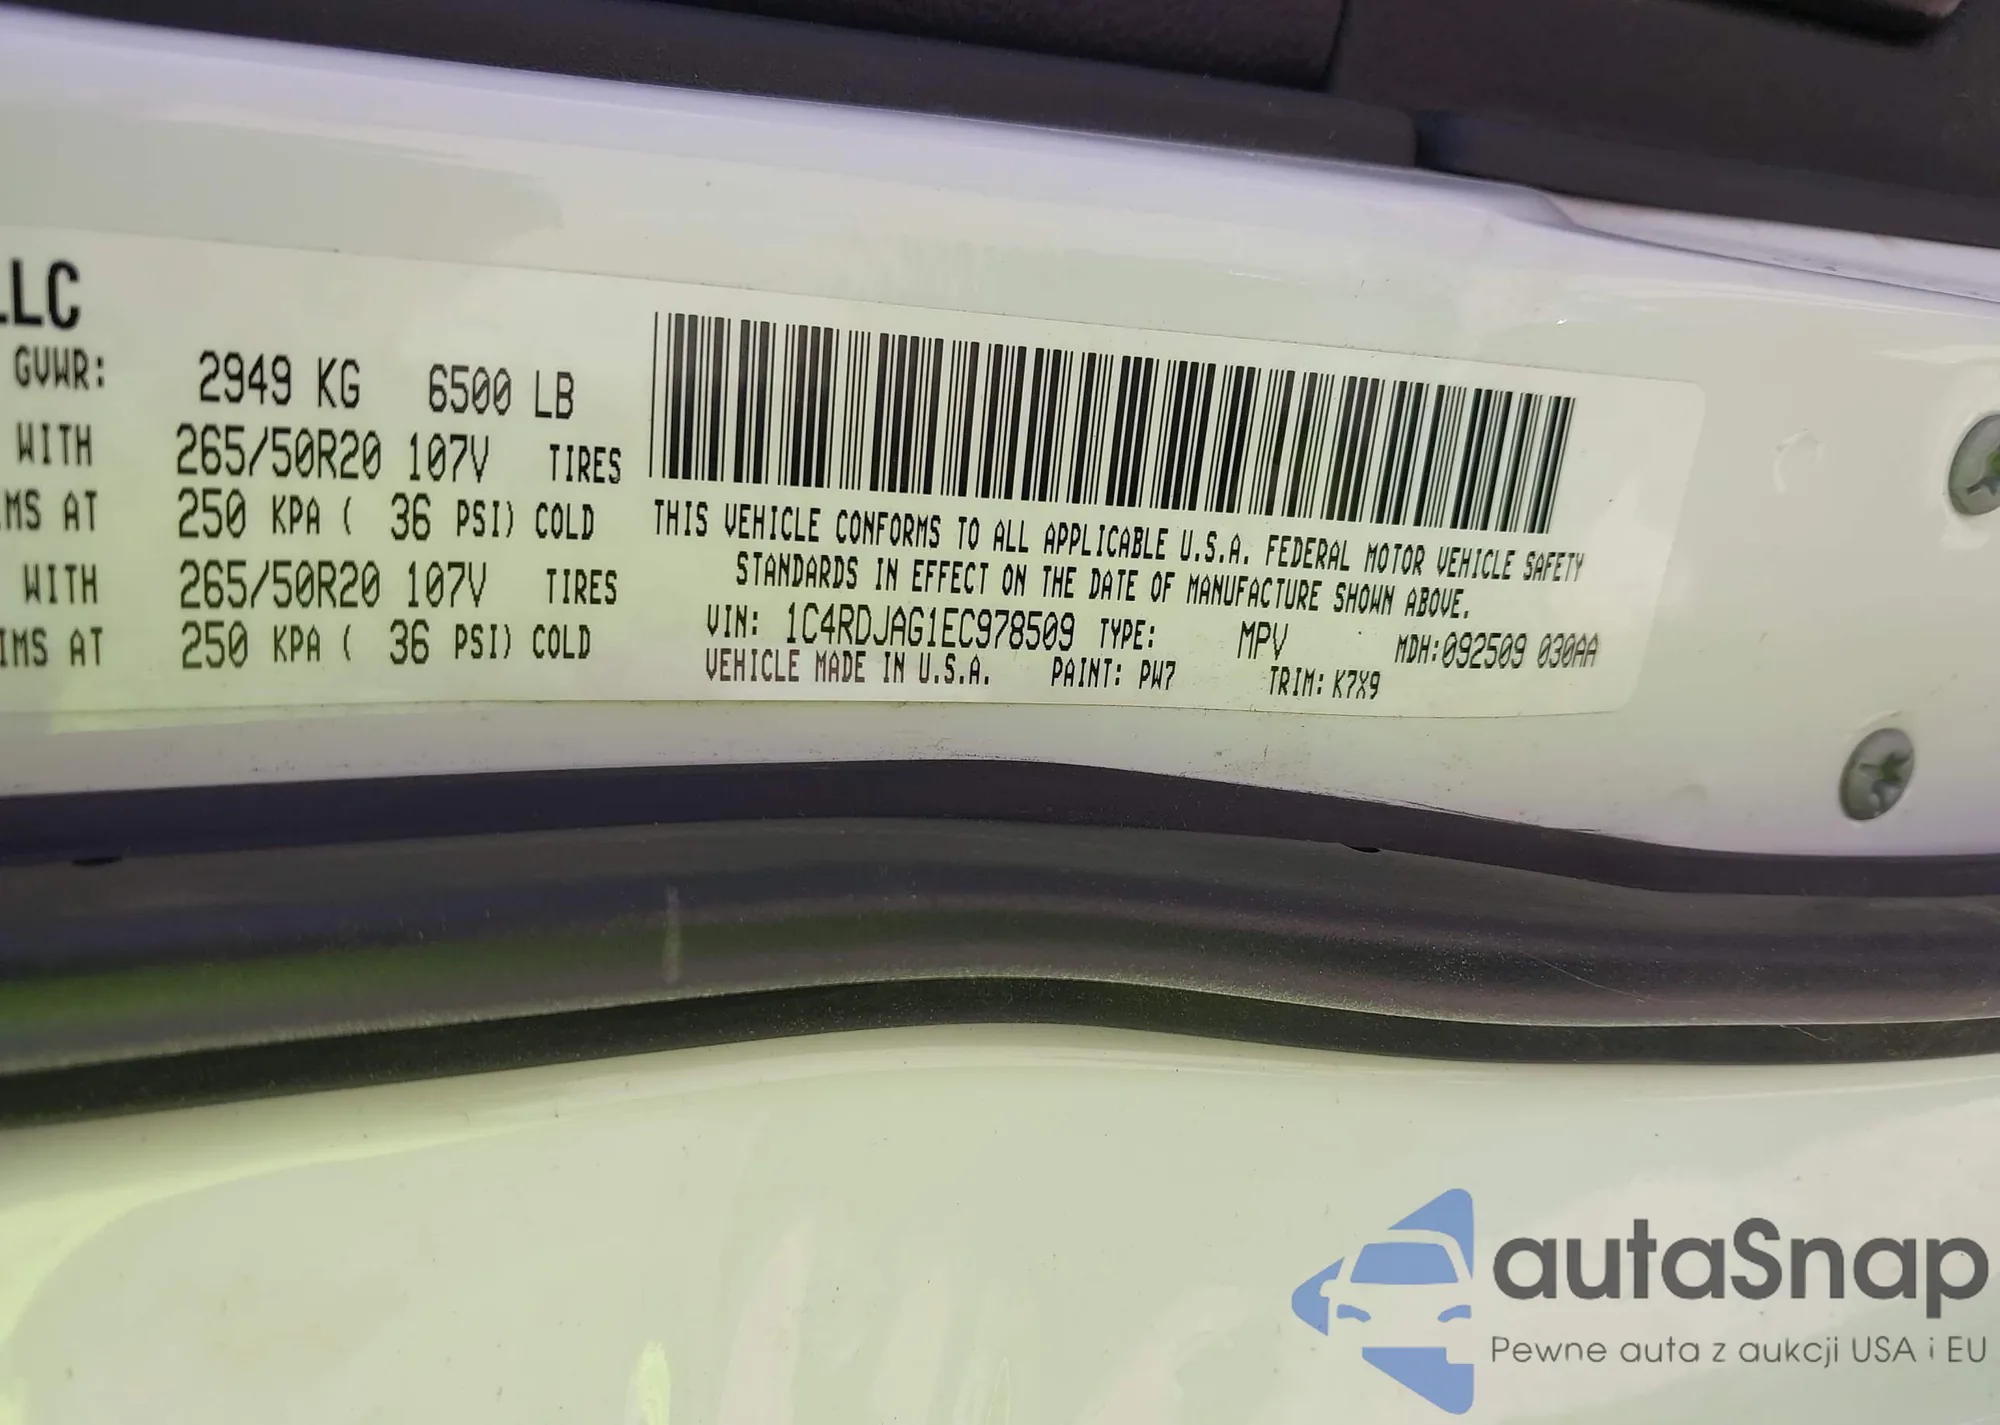 LLC
GVWR: 2949 KG 6500 LB
WITH 265/50R20 107V TIRES
IMS AT 250 KPA ( 36 PSI) COLD
WITH 265/50R20 107V TIRES
IMS AT 250 KPA ( 36 PSI) COLD
THIS VEHICLE CONFORMS TO ALL APPLICABLE U.S.A. FEDERAL MOTOR VEHICLE SAFETY
STANDARDS IN EFFECT ON THE DATE OF MANUFACTURE SHOWN ABOVE.
VIN: 1C4RDJAG1EC978509 TYPE: MPV MDH:092509 030AA
VEHICLE MADE IN U.S.A. PAINT: PW7 TRIM: K7X9
autaSnap
Pewne auta z aukcji USA i EU